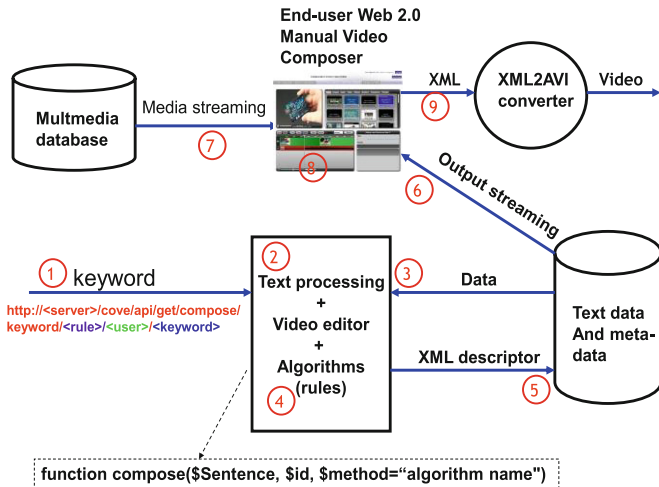 End-user Web 2.0
Manual Video
Composer
Multmedia
database
Media streaming
7
8
XML
9
XML2AVI
converter
Video
Output streaming
6
1
keyword
http://<server>/cove/api/get/compose/
keyword/<rule>/<user>/<keyword>
2
Text processing
+
Video editor
+
Algorithms
(rules)
4
3
Data
XML descriptor
5
Text data
And meta-
data
function compose($Sentence, $id, $method=“algorithm name")